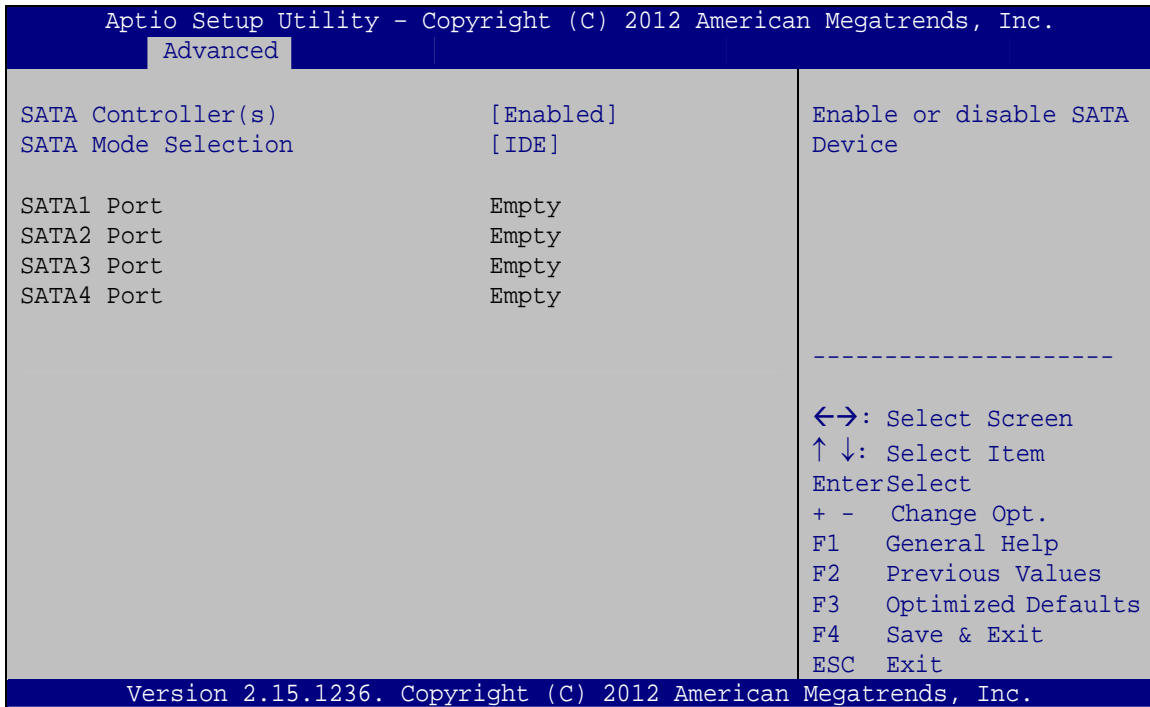 Aptio Setup Utility – Copyright (C) 2012 American Megatrends, Inc.
Advanced
SATA Controller(s) [Enabled]
SATA Mode Selection [IDE]
SATA1 Port Empty
SATA2 Port Empty
SATA3 Port Empty
SATA4 Port Empty
Enable or disable SATA
Device
---------------------
←→: Select Screen
↑ ↓: Select Item
EnterSelect
+ - Change Opt.
F1 General Help
F2 Previous Values
F3 Optimized Defaults
F4 Save & Exit
ESC Exit
Version 2.15.1236. Copyright (C) 2012 American Megatrends, Inc.